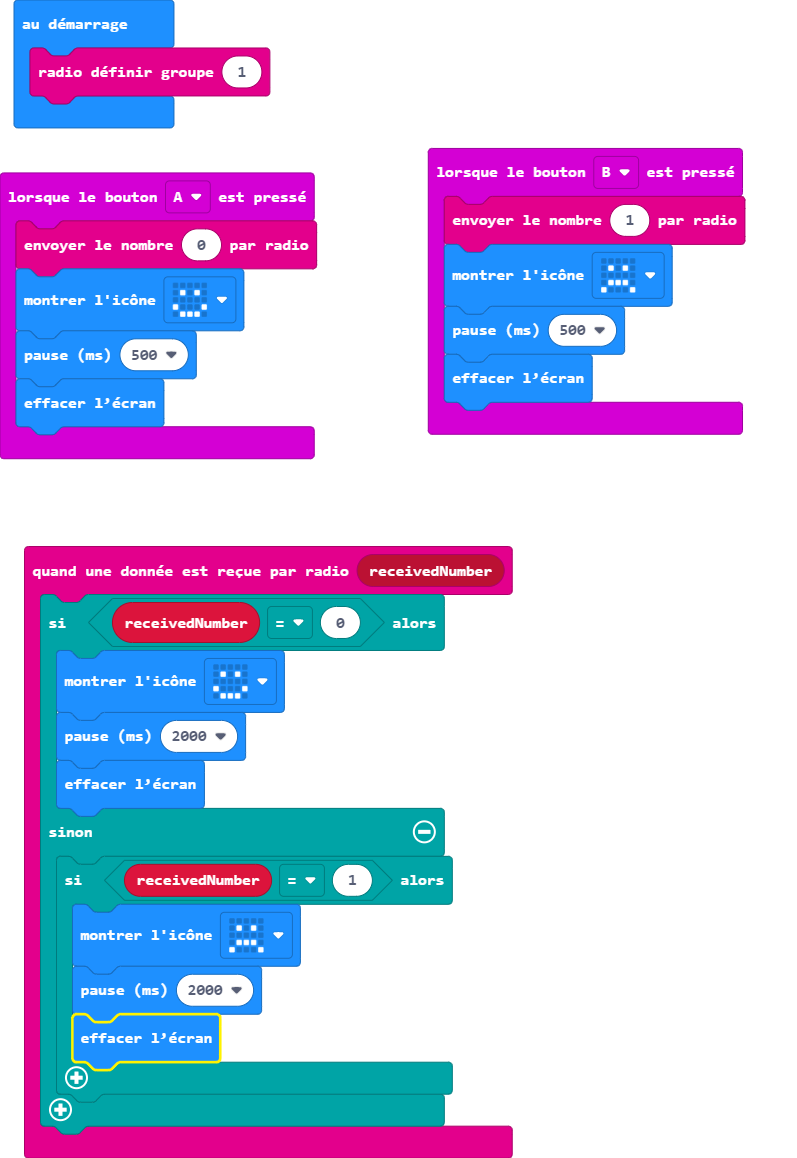 au démarrage
radio définir groupe 1
lorsque le bouton A est pressé
envoyer le nombre 0 par radio
montrer l'icône
pause (ms) 500
effacer l’écran
lorsque le bouton B est pressé
envoyer le nombre 1 par radio
montrer l'icône
pause (ms) 500
effacer l’écran
quand une donnée est reçue par radio receivedNumber
si receivedNumber = 0 alors
montrer l'icône
pause (ms) 2000
effacer l’écran
sinon
si receivedNumber = 1 alors
montrer l'icône
pause (ms) 2000
effacer l’écran